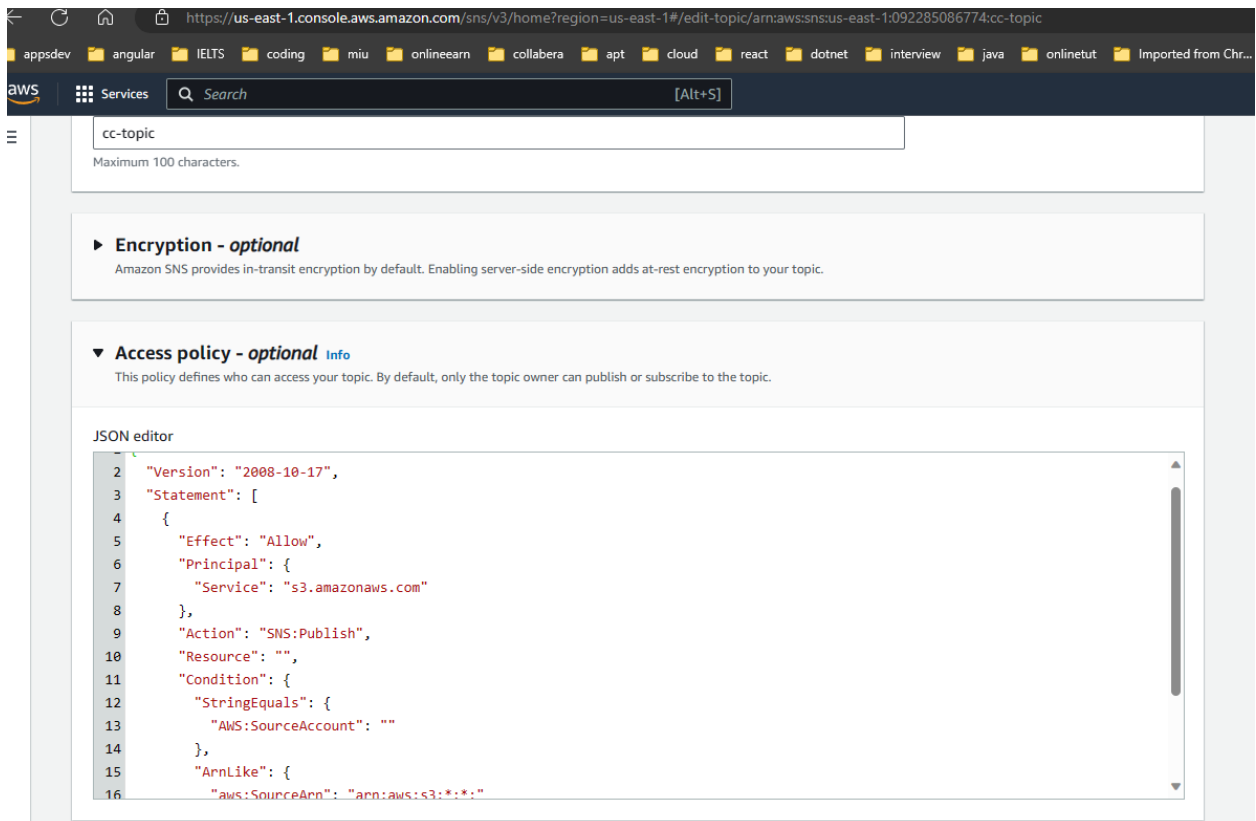 https://us-east-1.console.aws.amazon.com/sns/v3/home?region=us-east-1#/edit-topic/arn:aws:sns:us-east-1:092285086774:cc-topic
appsdev angular IELTS coding miu onlineearn collabera apt cloud react dotnet interview java onlinetut Imported from Chr...
aws Services Search [Alt+S]
cc-topic
Maximum 100 characters.
Encryption - optional
Amazon SNS provides in-transit encryption by default. Enabling server-side encryption adds at-rest encryption to your topic.
Access policy - optional Info
This policy defines who can access your topic. By default, only the topic owner can publish or subscribe to the topic.
JSON editor
2 "Version": "2008-10-17",
3 "Statement": [
4 {
5 "Effect": "Allow",
6 "Principal": {
7 "Service": "s3.amazonaws.com"
8 },
9 "Action": "SNS:Publish",
10 "Resource": "",
11 "Condition": {
12 "StringEquals": {
13 "AWS:SourceAccount": ""
14 },
15 "ArnLike": {
16 "aws:SourceArn": "arn:aws:s3:*:*:"